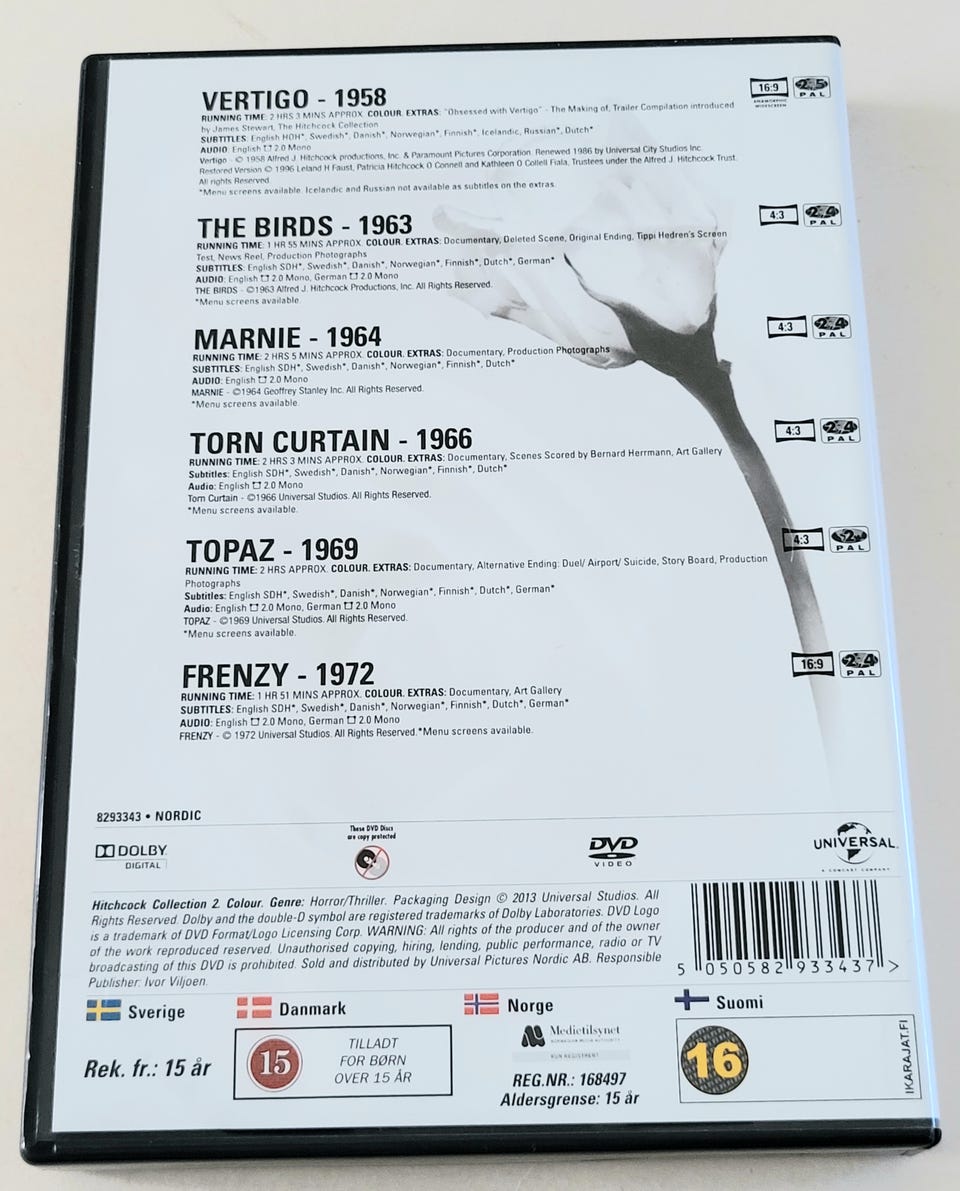 VERTIGO - 1958
RUNNING TIME: 2 HRS 3 MINS APPROX. COLOUR. EXTRAS: "Obsessed with Vertigo" - The Making of, Trailer Compilation introduced
by James Stewart, The Hitchcock Collection
SUBTITLES: English HOH*, Swedish*, Danish*, Norwegian*, Finnish*, Icelandic, Russian*, Dutch*
AUDIO: English 2.0 Mono
Vertigo - © 1958 Alfred J. Hitchcock productions, Inc. & Paramount Pictures Corporation. Renewed 1986 by Universal City Studios Inc.
Restored Version © 1996 Leland H Faust, Patricia Hitchcock O Connell and Kathleen O Collell Fiala, Trustees under the Alfred J. Hitchcock Trust.
All rights Reserved.
*Menu screens available. Icelandic and Russian not available as subtitles on the extras.
16:9
ANAMORPHIC
WIDESCREEN
2 5
PAL
THE BIRDS - 1963
RUNNING TIME: 1 HR 55 MINS APPROX. COLOUR. EXTRAS: Documentary, Deleted Scene, Original Ending, Tippi Hedren's Screen
Test, News Reel, Production Photographs
SUBTITLES: English SDH*, Swedish*, Danish*, Norwegian*, Finnish*, Dutch*, German*
AUDIO: English 2.0 Mono, German 2.0 Mono
THE BIRDS - ©1963 Alfred J. Hitchcock Productions, Inc. All Rights Reserved.
*Menu screens available.
4:3
2 4
PAL
MARNIE - 1964
RUNNING TIME: 2 HRS 5 MINS APPROX. COLOUR. EXTRAS: Documentary, Production Photographs
SUBTITLES: English SDH*, Swedish*, Danish*, Norwegian*, Finnish*, Dutch*
AUDIO: English 2.0 Mono
MARNIE - ©1964 Geoffrey Stanley Inc. All Rights Reserved.
*Menu screens available.
4:3
2 4
PAL
TORN CURTAIN - 1966
RUNNING TIME: 2 HRS 3 MINS APPROX. COLOUR. EXTRAS: Documentary, Scenes Scored by Bernard Herrmann, Art Gallery
Subtitles: English SDH*, Swedish*, Danish*, Norwegian*, Finnish*, Dutch*
Audio: English 2.0 Mono
Torn Curtain - ©1966 Universal Studios. All Rights Reserved.
*Menu screens available.
4:3
2 4
PAL
TOPAZ - 1969
RUNNING TIME: 2 HRS APPROX. COLOUR. EXTRAS: Documentary, Alternative Ending: Duel/ Airport/ Suicide, Story Board, Production
Photographs
Subtitles: English SDH*, Swedish*, Danish*, Norwegian*, Finnish*, Dutch*, German*
Audio: English 2.0 Mono, German 2.0 Mono
TOPAZ - ©1969 Universal Studios. All Rights Reserved.
*Menu screens available.
4:3
2
PAL
FRENZY - 1972
RUNNING TIME: 1 HR 51 MINS APPROX. COLOUR. EXTRAS: Documentary, Art Gallery
SUBTITLES: English SDH*, Swedish*, Danish*, Norwegian*, Finnish*, Dutch*, German*
AUDIO: English 2.0 Mono, German 2.0 Mono
FRENZY - © 1972 Universal Studios. All Rights Reserved.*Menu screens available.
16:9
2 4
PAL
8293343 • NORDIC
DOLBY
DIGITAL
These DVD Discs
are copy protected
DVD
VIDEO
UNIVERSAL
A COMCAST COMPANY
Hitchcock Collection 2. Colour. Genre: Horror/Thriller. Packaging Design © 2013 Universal Studios. All
Rights Reserved. Dolby and the double-D symbol are registered trademarks of Dolby Laboratories. DVD Logo
is a trademark of DVD Format/Logo Licensing Corp. WARNING: All rights of the producer and of the owner
of the work reproduced reserved. Unauthorised copying, hiring, lending, public performance, radio or TV
broadcasting of this DVD is prohibited. Sold and distributed by Universal Pictures Nordic AB. Responsible
Publisher: Ivor Viljoen.
5 050582 933437 >
Sverige
Rek. fr.: 15 år
Danmark
15
TILLADT
FOR BØRN
OVER 15 ÅR
Norge
Medietilsynet
NORWEGIAN MEDIA AUTHORITY
KUN REGISTRERT
REG.NR.: 168497
Aldersgrense: 15 år
Suomi
16
IKARAJAT.FI